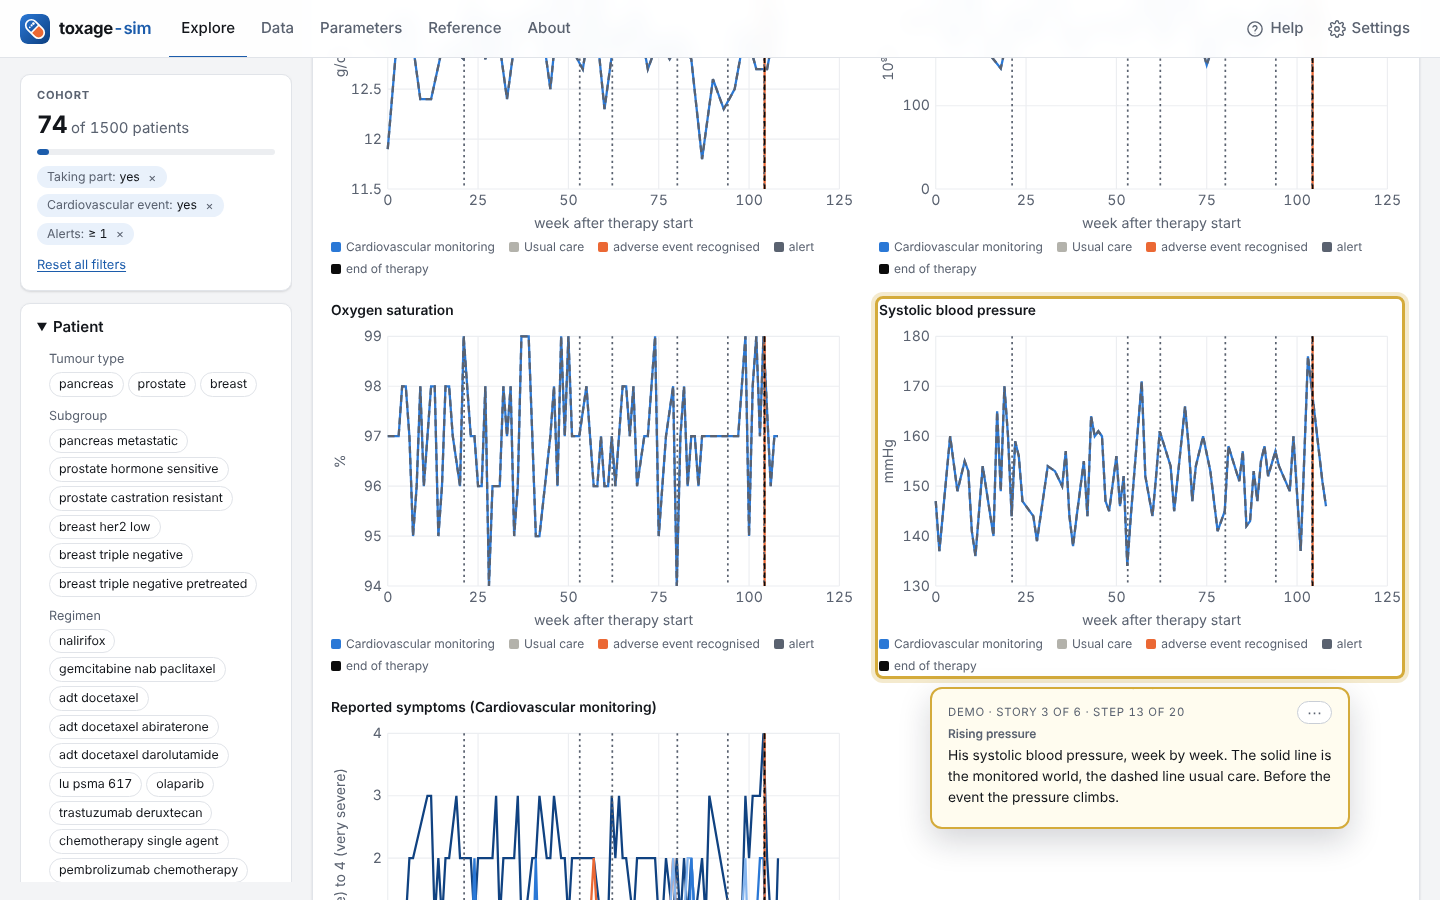 toxage-sim
Explore
Data
Parameters
Reference
About
Help
Settings
COHORT
74 of 1500 patients
Taking part: yes ×
Cardiovascular event: yes ×
Alerts: ≥ 1 ×
Reset all filters
▼ Patient
Tumour type
pancreas
prostate
breast
Subgroup
pancreas metastatic
prostate hormone sensitive
prostate castration resistant
breast her2 low
breast triple negative
breast triple negative pretreated
Regimen
nalirifox
gemcitabine nab paclitaxel
adt docetaxel
adt docetaxel abiraterone
adt docetaxel darolutamide
lu psma 617
olaparib
trastuzumab deruxtecan
chemotherapy single agent
pembrolizumab chemotherapy
12.5
12
11.5
0 25 50 75 100 125
week after therapy start
Cardiovascular monitoring
Usual care
adverse event recognised
alert
end of therapy
100
0
0 25 50 75 100 125
week after therapy start
Cardiovascular monitoring
Usual care
adverse event recognised
alert
end of therapy
Oxygen saturation
%
99
98
97
96
95
94
0 25 50 75 100 125
week after therapy start
Cardiovascular monitoring
Usual care
adverse event recognised
alert
end of therapy
Systolic blood pressure
mmHg
180
170
160
150
140
130
0 25 50 75 100 125
week after therapy start
Cardiovascular monitoring
Usual care
adverse event recognised
alert
end of therapy
Reported symptoms (Cardiovascular monitoring)
e) to 4 (very severe)
4
3
2
DEMO · STORY 3 OF 6 · STEP 13 OF 20
...
Rising pressure
His systolic blood pressure, week by week. The solid line is
the monitored world, the dashed line usual care. Before the
event the pressure climbs.